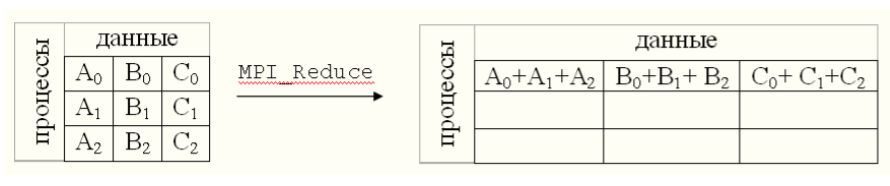 процессы
данные
A₀ B₀ C₀
A₁ B₁ C₁
A₂ B₂ C₂
MPI_Reduce
процессы
данные
A₀+A₁+A₂ B₀+B₁+ B₂ C₀+ C₁+C₂